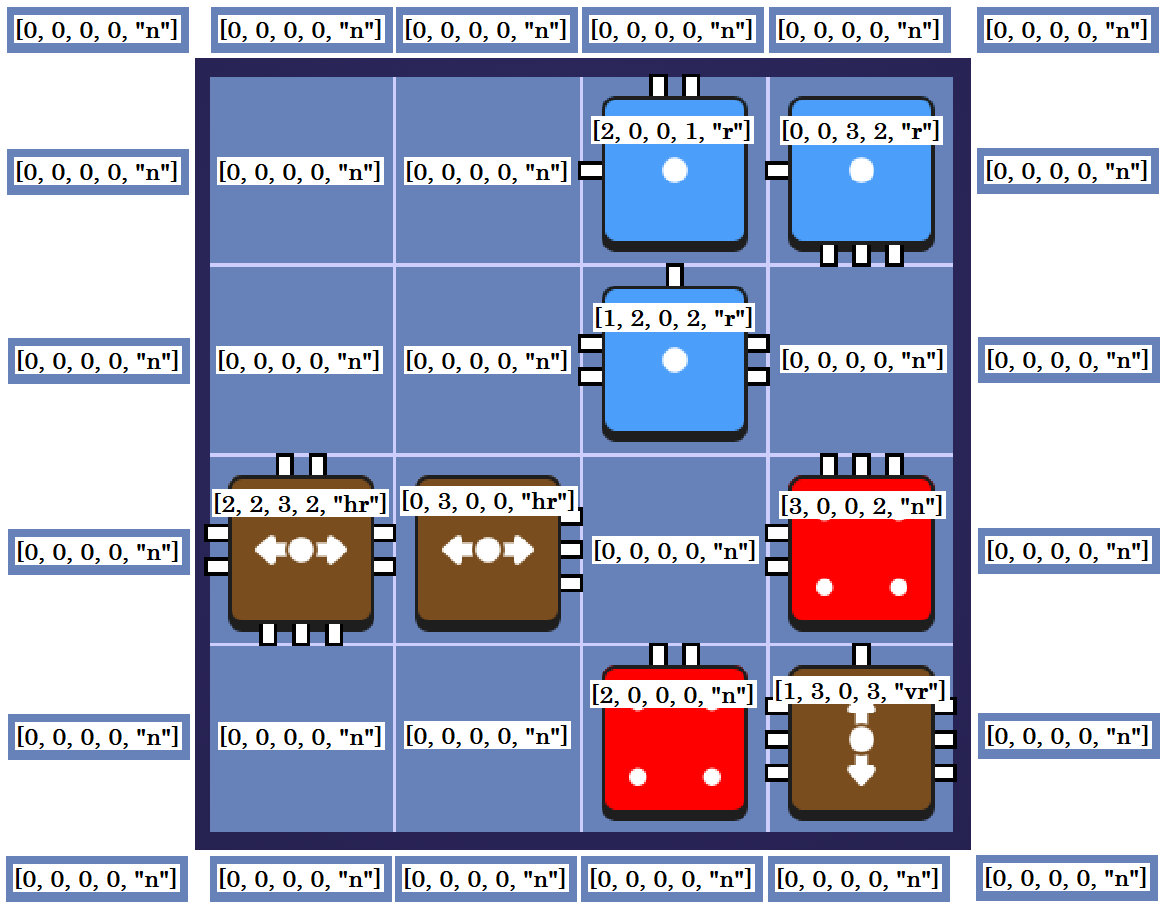 [0, 0, 0, 0, "n"] [0, 0, 0, 0, "n"] [0, 0, 0, 0, "n"] [0, 0, 0, 0, "n"] [0, 0, 0, 0, "n"] [0, 0, 0, 0, "n"]
[0, 0, 0, 0, "n"] [0, 0, 0, 0, "n"] [0, 0, 0, 0, "n"] [2, 0, 0, 1, "r"] [0, 0, 3, 2, "r"] [0, 0, 0, 0, "n"]
[0, 0, 0, 0, "n"] [0, 0, 0, 0, "n"] [0, 0, 0, 0, "n"] [1, 2, 0, 2, "r"] [0, 0, 0, 0, "n"] [0, 0, 0, 0, "n"]
[0, 0, 0, 0, "n"] [2, 2, 3, 2, "hr"] [0, 3, 0, 0, "hr"] [0, 0, 0, 0, "n"] [3, 0, 0, 2, "n"] [0, 0, 0, 0, "n"]
[0, 0, 0, 0, "n"] [0, 0, 0, 0, "n"] [0, 0, 0, 0, "n"] [2, 0, 0, 0, "n"] [1, 3, 0, 3, "vr"] [0, 0, 0, 0, "n"]
[0, 0, 0, 0, "n"] [0, 0, 0, 0, "n"] [0, 0, 0, 0, "n"] [0, 0, 0, 0, "n"] [0, 0, 0, 0, "n"] [0, 0, 0, 0, "n"]